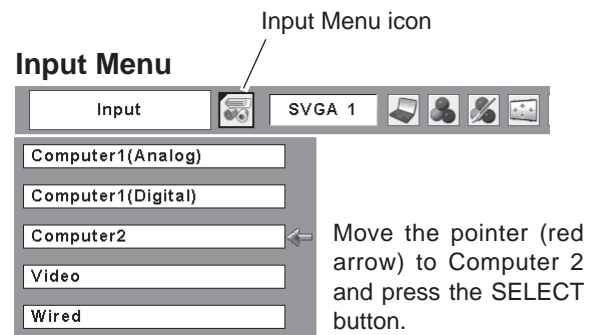 Input Menu icon
Input Menu
Input SVGA 1
Computer1(Analog)
Computer1(Digital)
Computer2
Video
Wired
Move the pointer (red
arrow) to Computer 2
and press the SELECT
button.